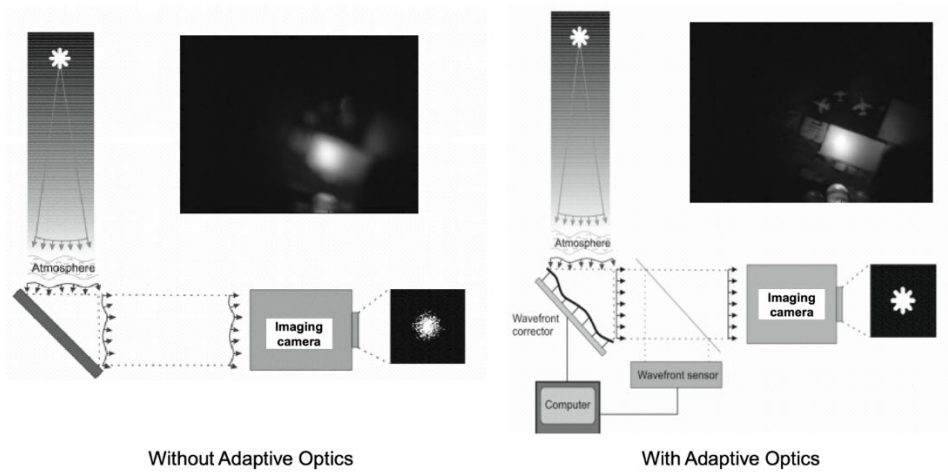 Atmosphere
Imaging
camera
Without Adaptive Optics
Atmosphere
Wavefront
corrector
Imaging
camera
Wavefront sensor
Computer
With Adaptive Optics